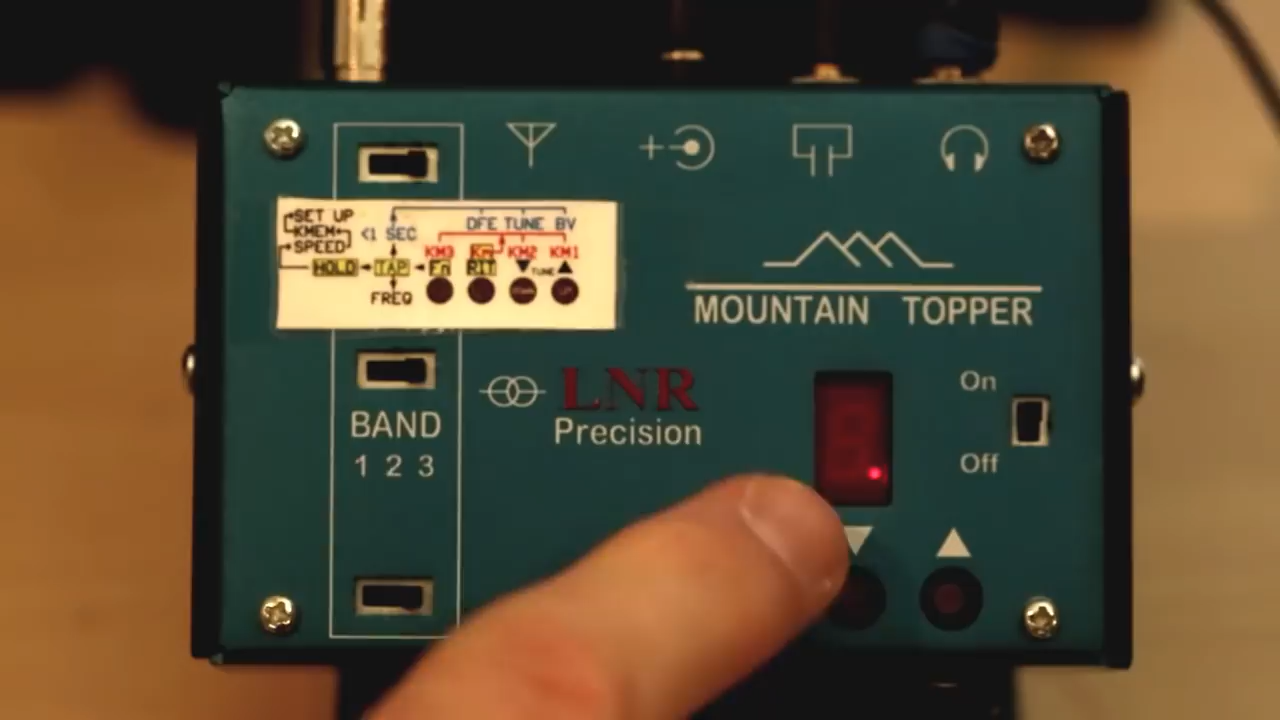 SET UP
KMEM
SPEED
<1 SEC
DFE TUNE BV
KM3 Km KM2 KM1
HOLD TAP Fn RIT TUNE
FREQ
MOUNTAIN TOPPER
LNR
Precision
On
Off
BAND
1 2 3